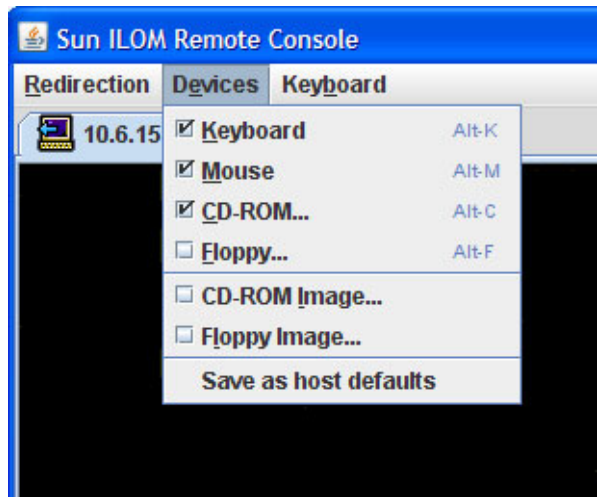 Sun ILOM Remote Console
Redirection Devices Keyboard
10.6.15
Keyboard Alt-K
Mouse Alt-M
CD-ROM... Alt-C
Floppy... Alt-F
CD-ROM Image...
Floppy Image...
Save as host defaults